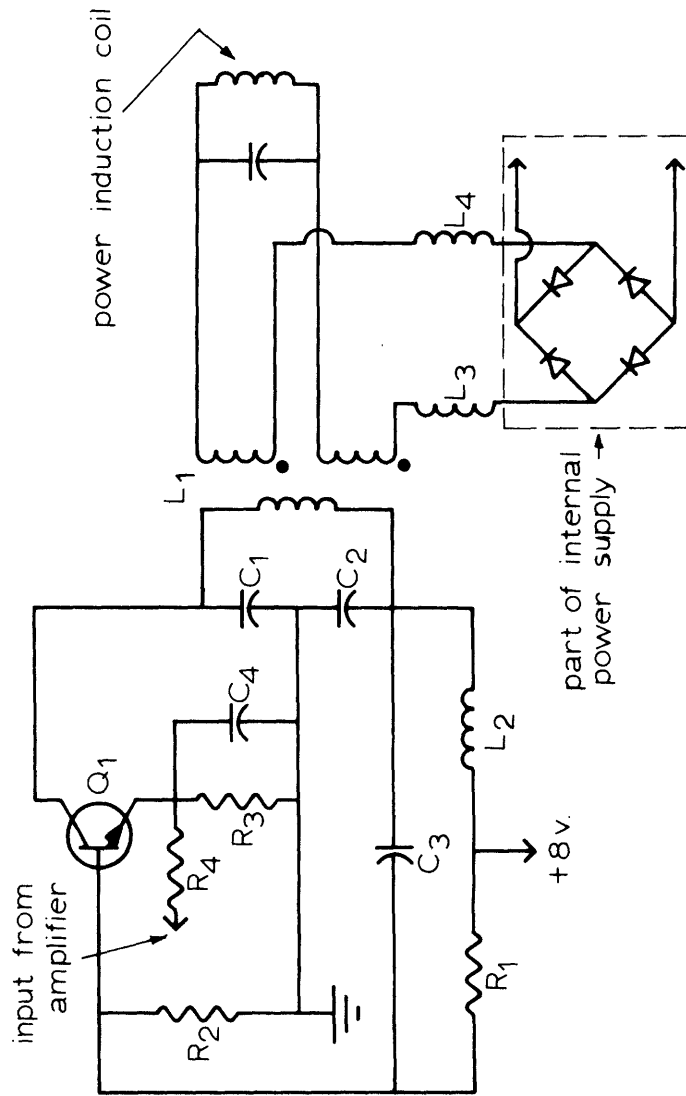 input from
amplifier
Q1
R4
R3
R2
C4
C1
C2
C3
R1
L2
+8v.
L1
power induction coil
L3
L4
part of internal
power supply